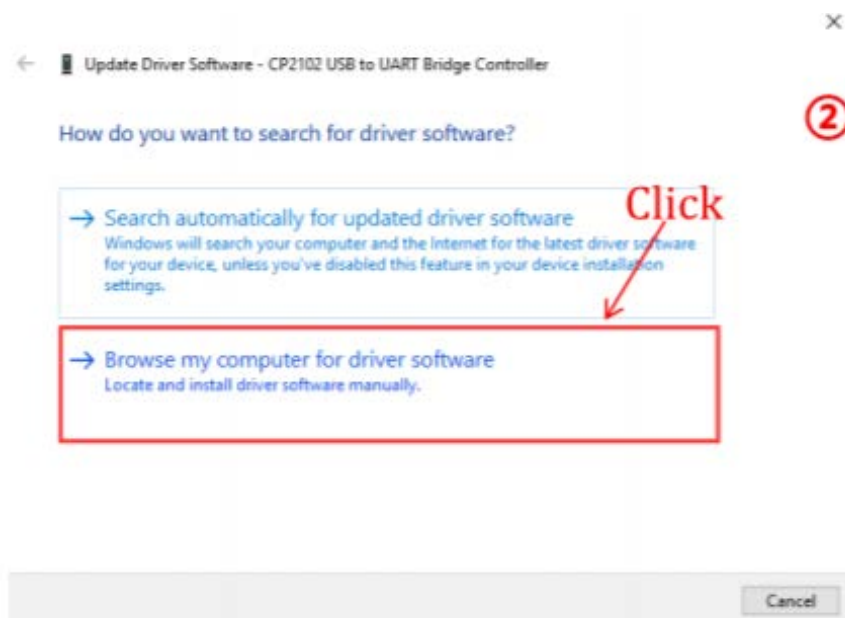 Update Driver Software - CP2102 USB to UART Bridge Controller
②
How do you want to search for driver software?
Click
Search automatically for updated driver software
Windows will search your computer and the Internet for the latest driver software
for your device, unless you've disabled this feature in your device installation
settings.
Browse my computer for driver software
Locate and install driver software manually.
Cancel